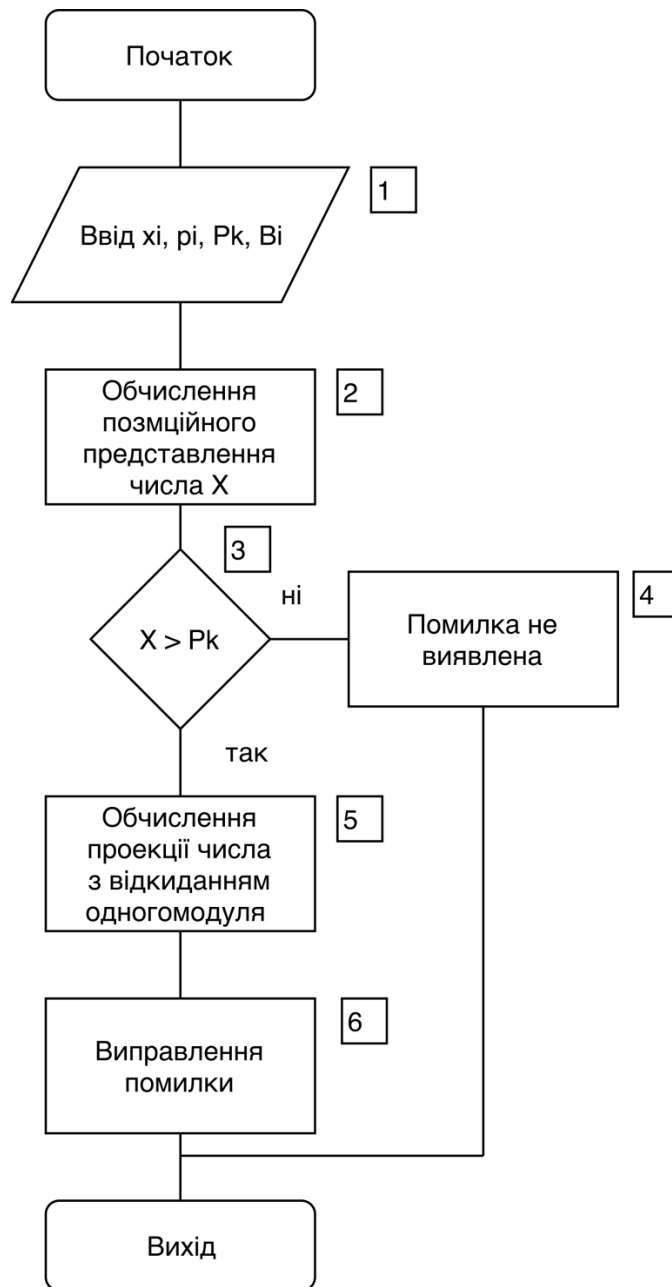 Початок
1
Ввід xi, pi, Pk, Bi
2
Обчислення
позмційного
представлення
числа X
3
X > Pk
ні
4
Помилка не
виявлена
так
5
Обчислення
проекції числа
з відкиданням
одногомодуля
6
Виправлення
помилки
Вихід